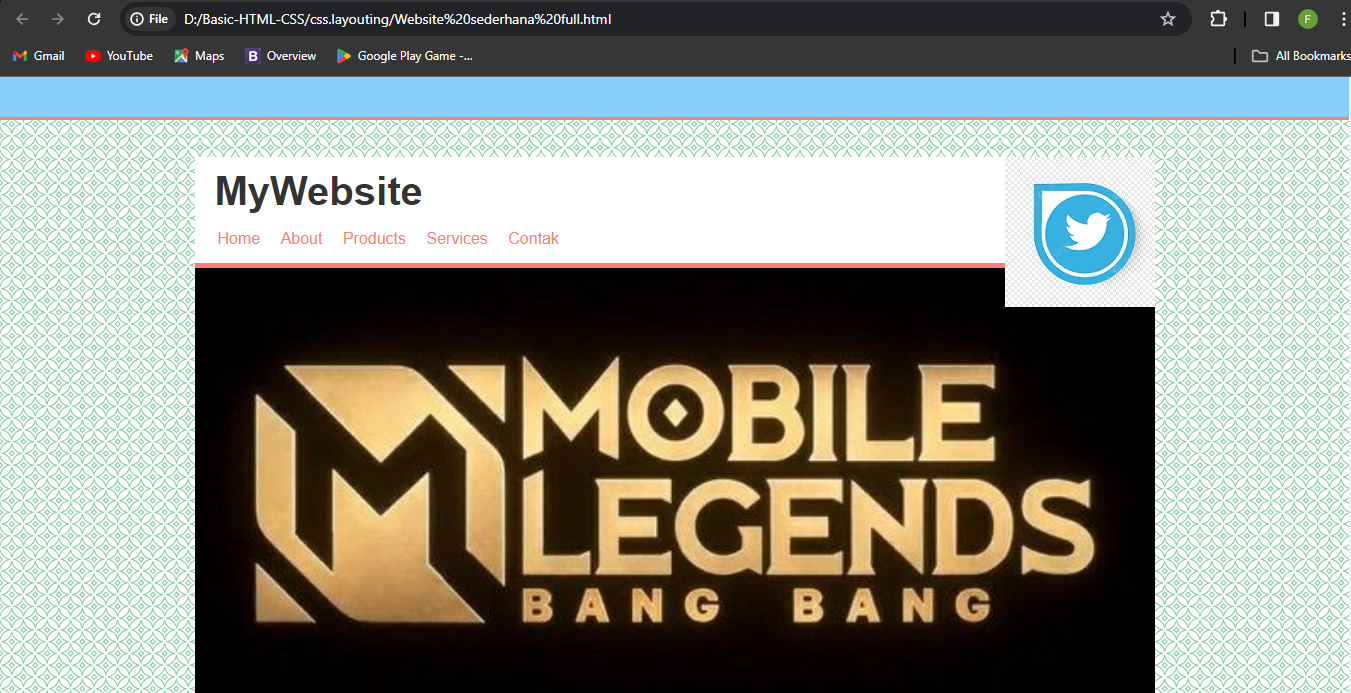 File D:/Basic-HTML-CSS/css.layouting/Website%20sederhana%20full.html F
Gmail YouTube Maps B Overview Google Play Game -... All Bookmarks
MyWebsite
Home About Products Services Contak
MOBILE
LEGENDS
BANG BANG